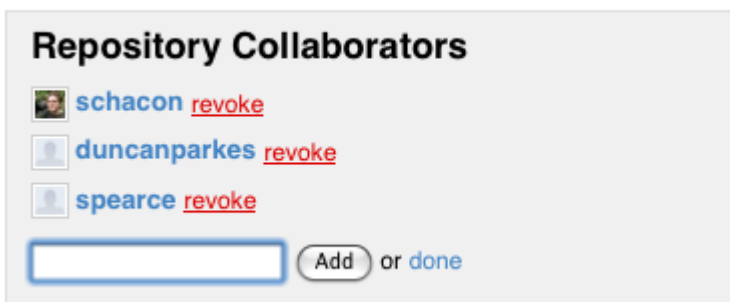 Repository Collaborators
schacon revoke
duncanparkes revoke
spearce revoke
Add or done